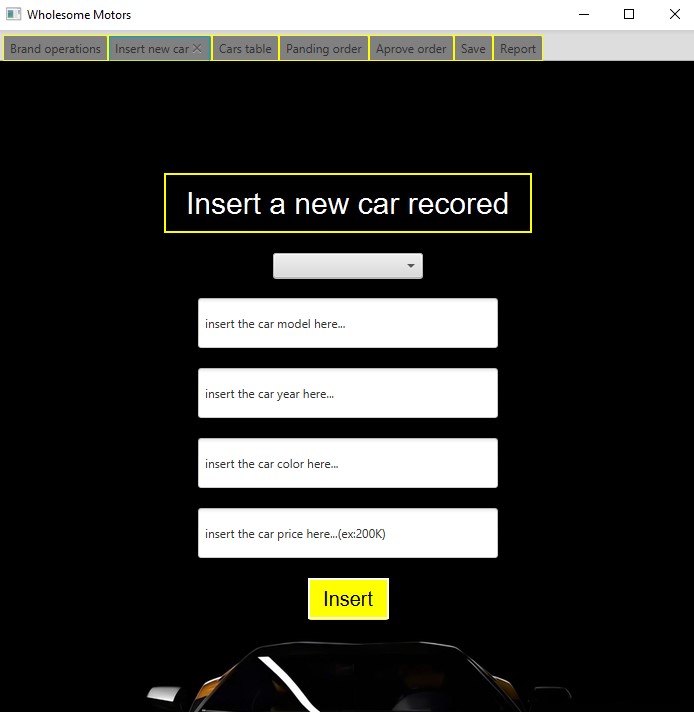 Wholesome Motors
Brand operations Insert new car Cars table Panding order Aprove order Save Report
Insert a new car recored
insert the car model here...
insert the car year here...
insert the car color here...
insert the car price here...(ex:200K)
Insert